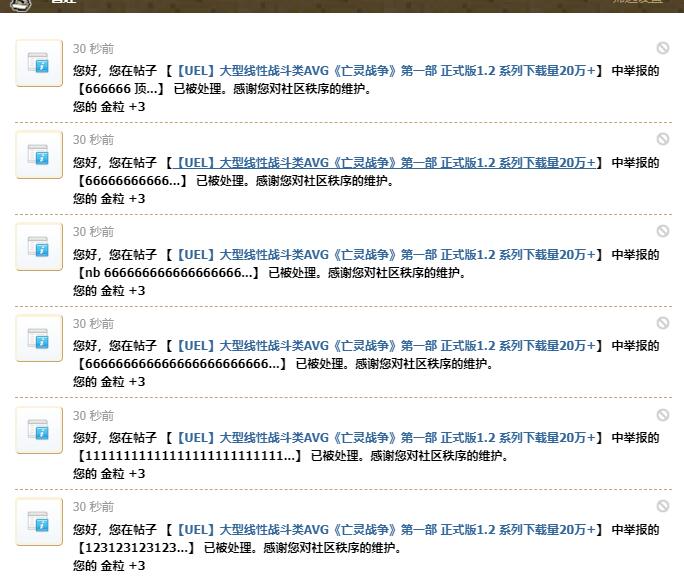 30 秒前
您好，您在帖子 【【UEL】大型线性战斗类AVG《亡灵战争》第一部 正式版1.2 系列下载量20万+】 中举报的
【666666 顶...】 已被处理。感谢您对社区秩序的维护。
您的 金粒 +3
30 秒前
您好，您在帖子 【【UEL】大型线性战斗类AVG《亡灵战争》第一部 正式版1.2 系列下载量20万+】 中举报的
【66666666666...】 已被处理。感谢您对社区秩序的维护。
您的 金粒 +3
30 秒前
您好，您在帖子 【【UEL】大型线性战斗类AVG《亡灵战争》第一部 正式版1.2 系列下载量20万+】 中举报的
【nb 666666666666666666...】 已被处理。感谢您对社区秩序的维护。
您的 金粒 +3
30 秒前
您好，您在帖子 【【UEL】大型线性战斗类AVG《亡灵战争》第一部 正式版1.2 系列下载量20万+】 中举报的
【666666666666666666666666...】 已被处理。感谢您对社区秩序的维护。
您的 金粒 +3
30 秒前
您好，您在帖子 【【UEL】大型线性战斗类AVG《亡灵战争》第一部 正式版1.2 系列下载量20万+】 中举报的
【11111111111111111111111111...】 已被处理。感谢您对社区秩序的维护。
您的 金粒 +3
30 秒前
您好，您在帖子 【【UEL】大型线性战斗类AVG《亡灵战争》第一部 正式版1.2 系列下载量20万+】 中举报的
【123123123123...】 已被处理。感谢您对社区秩序的维护。
您的 金粒 +3